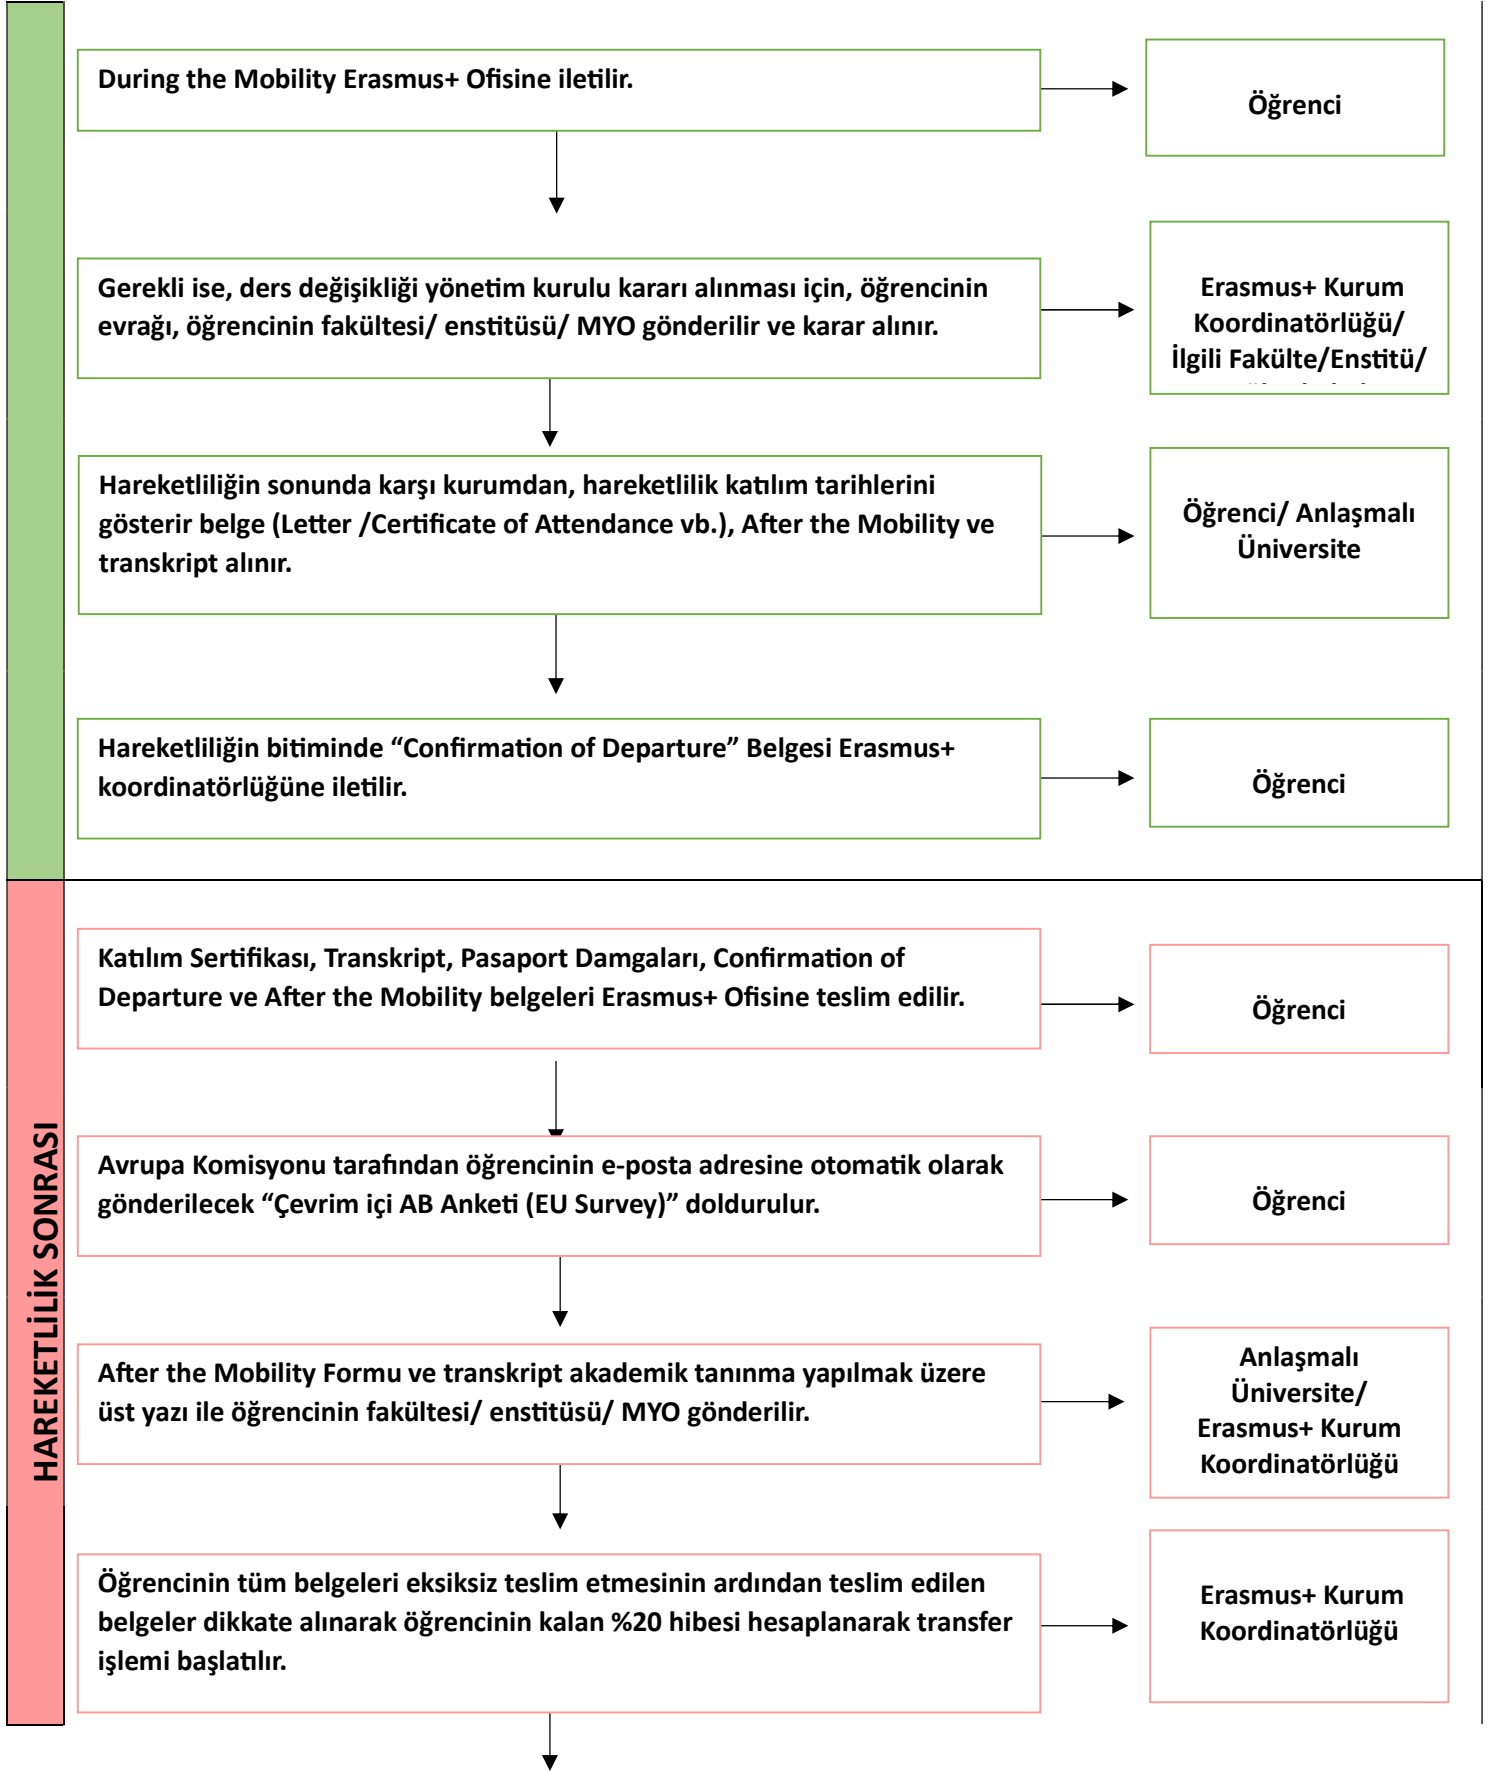 During the Mobility Erasmus+ Ofisine iletilir.
Öğrenci
Gerekli ise, ders değişikliği yönetim kurulu kararı alınması için, öğrencinin
evrağı, öğrencinin fakültesi/ enstitüsü/ MYO gönderilir ve karar alınır.
Erasmus+ Kurum
Koordinatörlüğü/
İlgili Fakülte/Enstitü/
Hareketliliğin sonunda karşı kurumdan, hareketlilik katılım tarihlerini
gösterir belge (Letter /Certificate of Attendance vb.), After the Mobility ve
transkript alınır.
Öğrenci/ Anlaşmalı
Üniversite
Hareketliliğin bitiminde “Confirmation of Departure” Belgesi Erasmus+
koordinatörlüğüne iletilir.
Öğrenci
HAREKETLİLİK SONRASI
Katılım Sertifikası, Transkript, Pasaport Damgaları, Confirmation of
Departure ve After the Mobility belgeleri Erasmus+ Ofisine teslim edilir.
Öğrenci
Avrupa Komisyonu tarafından öğrencinin e-posta adresine otomatik olarak
gönderilecek “Çevrim içi AB Anketi (EU Survey)” doldurulur.
Öğrenci
After the Mobility Formu ve transkript akademik tanınma yapılmak üzere
üst yazı ile öğrencinin fakültesi/ enstitüsü/ MYO gönderilir.
Anlaşmalı
Üniversite/
Erasmus+ Kurum
Koordinatörlüğü
Öğrencinin tüm belgeleri eksiksiz teslim etmesinin ardından teslim edilen
belgeler dikkate alınarak öğrencinin kalan %20 hibesi hesaplanarak transfer
işlemi başlatılır.
Erasmus+ Kurum
Koordinatörlüğü